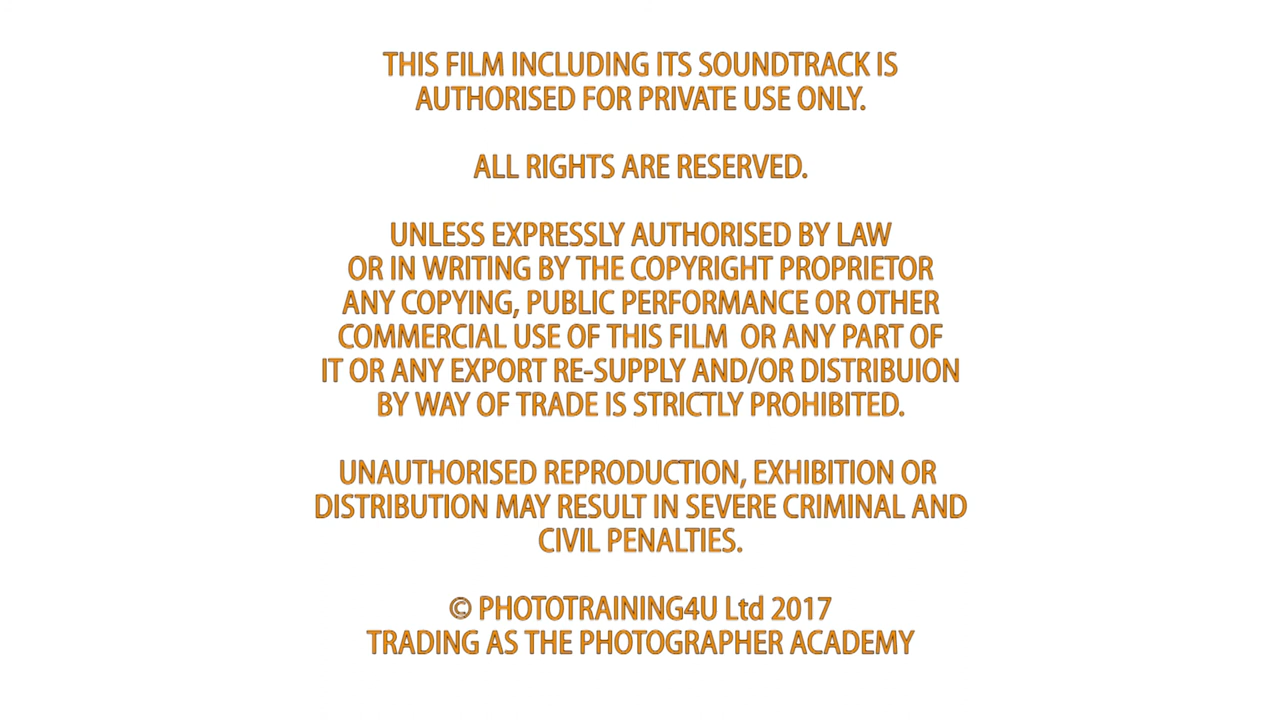 THIS FILM INCLUDING ITS SOUNDTRACK IS
AUTHORISED FOR PRIVATE USE ONLY.
ALL RIGHTS ARE RESERVED.
UNLESS EXPRESSLY AUTHORISED BY LAW
OR IN WRITING BY THE COPYRIGHT PROPRIETOR
ANY COPYING, PUBLIC PERFORMANCE OR OTHER
COMMERCIAL USE OF THIS FILM  OR ANY PART OF
IT OR ANY EXPORT RE-SUPPLY AND/OR DISTRIBUION
BY WAY OF TRADE IS STRICTLY PROHIBITED.
UNAUTHORISED REPRODUCTION, EXHIBITION OR
DISTRIBUTION MAY RESULT IN SEVERE CRIMINAL AND
CIVIL PENALTIES.
© PHOTOTRAINING4U Ltd 2017
TRADING AS THE PHOTOGRAPHER ACADEMY